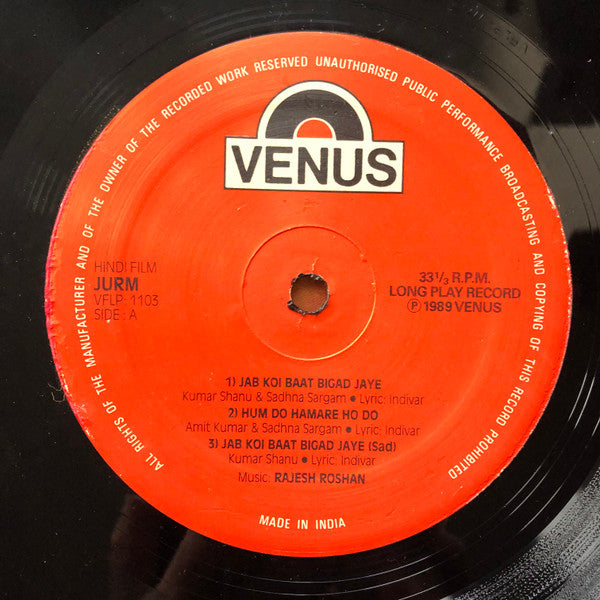 ALL RIGHTS OF THE MANUFACTURER AND OF THE OWNER OF THE RECORDED WORK RESERVED UNAUTHORISED PUBLIC PERFORMANCE BROADCASTING AND COPYING OF THIS RECORD PROHIBITED
VENUS
HINDI FILM
JURM
VFLP : 1103
SIDE : A
33 1/3 R.P.M.
LONG PLAY RECORD
℗ 1989 VENUS
1) JAB KOI BAAT BIGAD JAYE
Kumar Shanu & Sadhna Sargam ● Lyric: Indivar
2) HUM DO HAMARE HO DO
Amit Kumar & Sadhna Sargam ● Lyric: Indivar
3) JAB KOI BAAT BIGAD JAYE (Sad)
Kumar Shanu ● Lyric: Indivar
Music: RAJESH ROSHAN
MADE IN INDIA